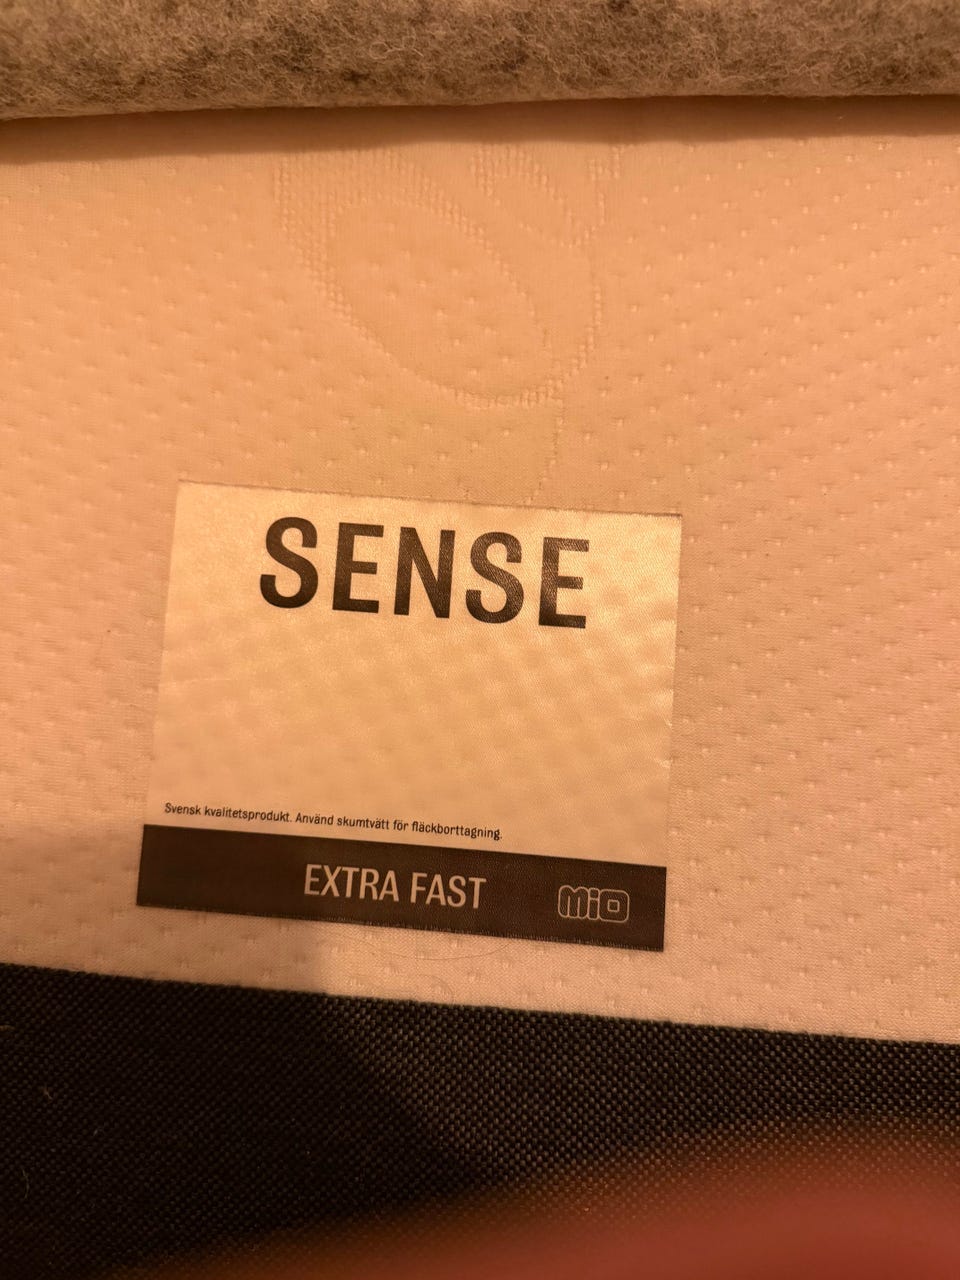 SENSE
Svensk kvalitetsprodukt. Använd skumtvätt för fläckborttagning.
EXTRA FAST
MiO